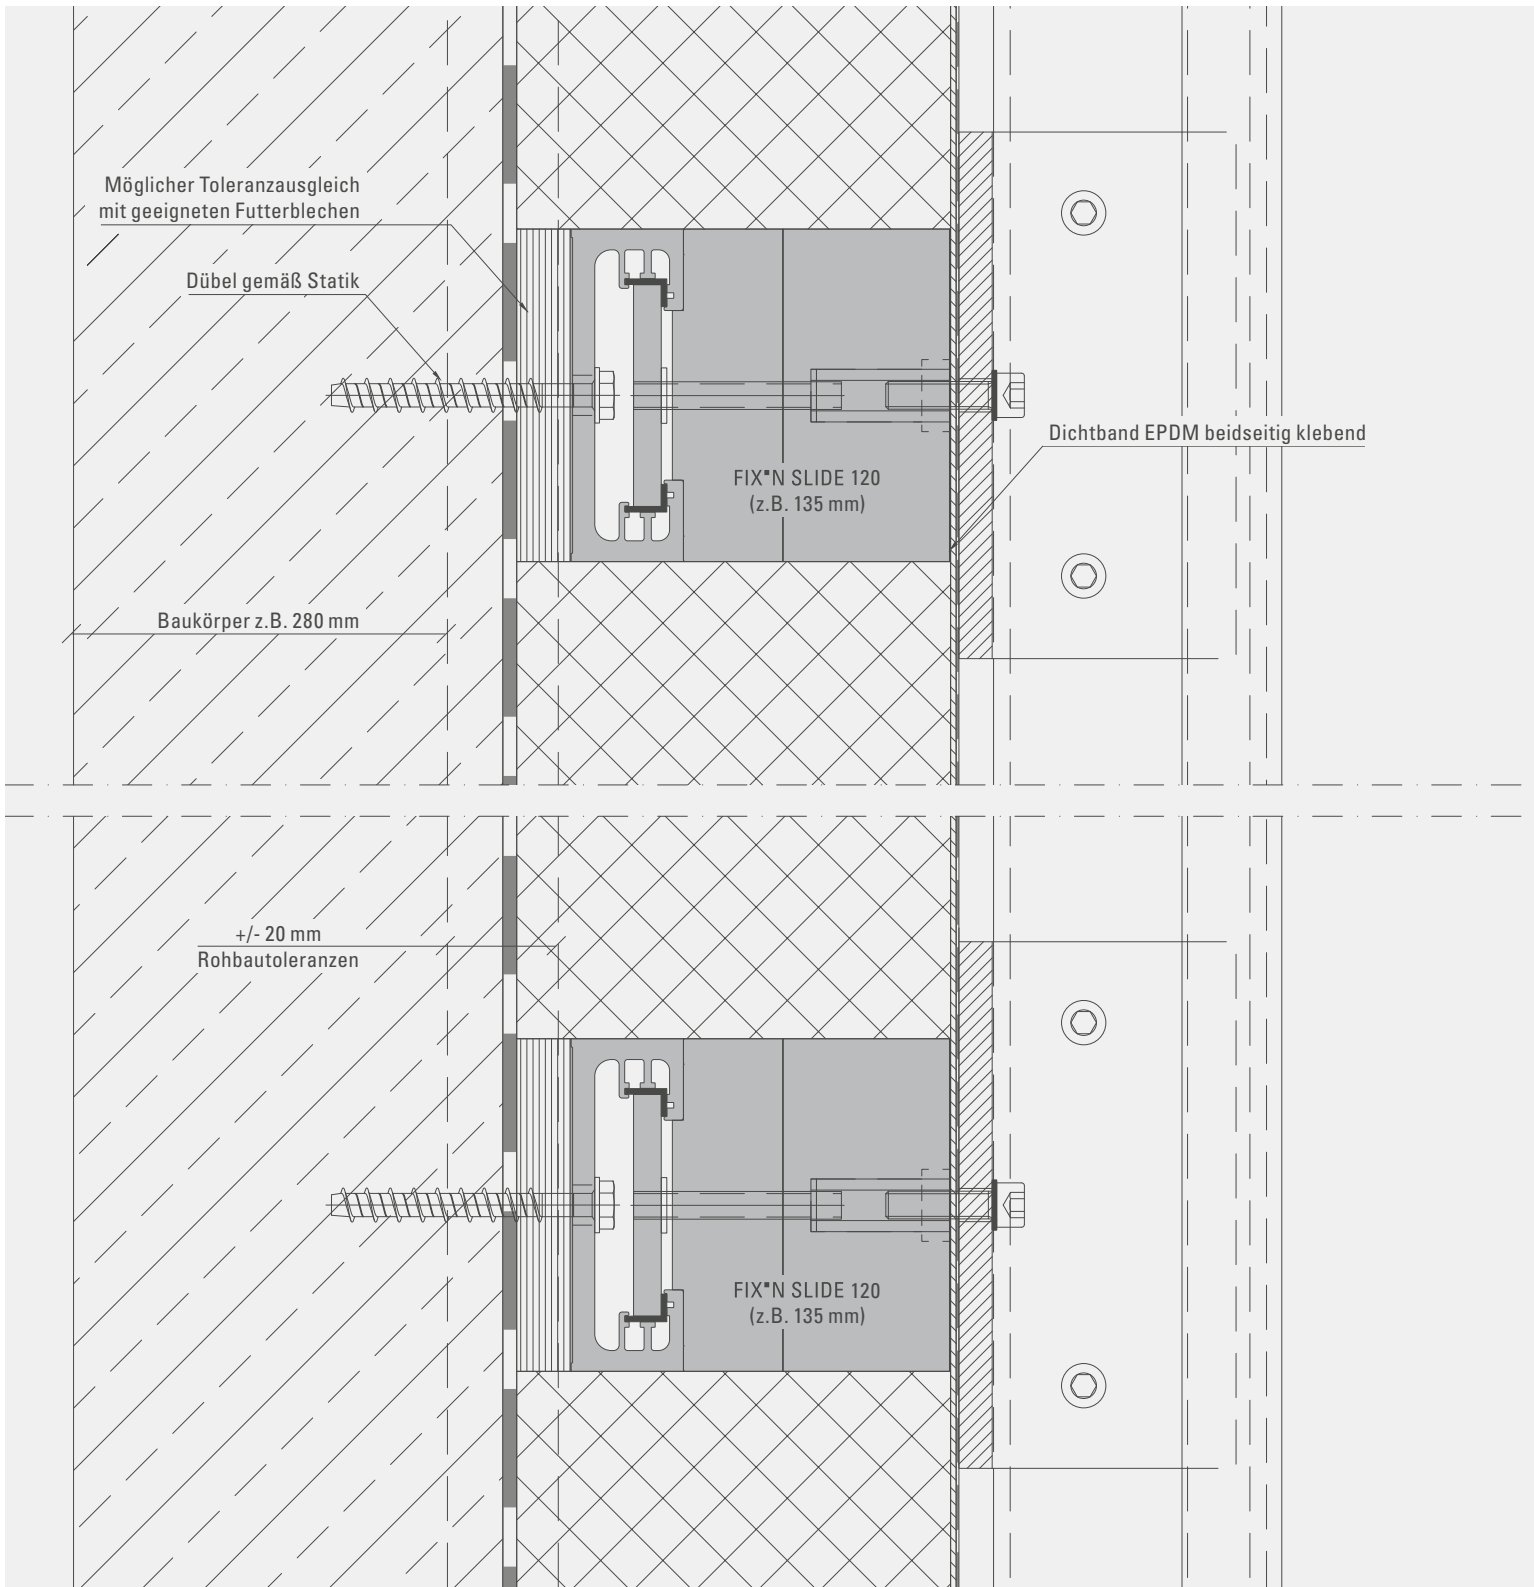 Möglicher Toleranzausgleich
mit geeigneten Futterblechen
Dübel gemäß Statik
Dichtband EPDM beidseitig klebend
FIX▪N SLIDE 120
(z.B. 135 mm)
Baukörper z.B. 280 mm
+/- 20 mm
Rohbautoleranzen
FIX▪N SLIDE 120
(z.B. 135 mm)